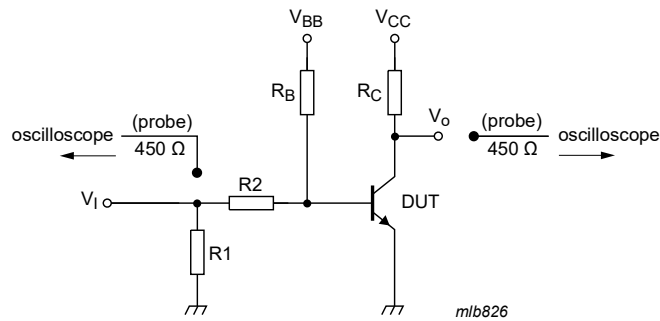 VBB
VCC
RB
RC
Vo
(probe)
450 Ω
oscilloscope
(probe)
450 Ω
oscilloscope
R2
VI
DUT
R1
mlb826